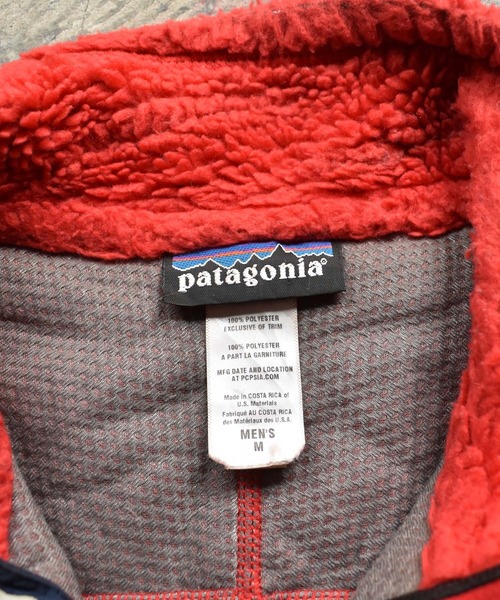 patagonia®
100% POLYESTER
EXCLUSIVE OF TRIM
100% POLYESTER
A PART LA GARNITURE
MFG DATE AND LOCATION
AT PCPSIA.COM
Made in COSTA RICA of
U.S. Materials
Fabriqué AU COSTA RICA
des Matériaux des U.S.A.
MEN'S
M